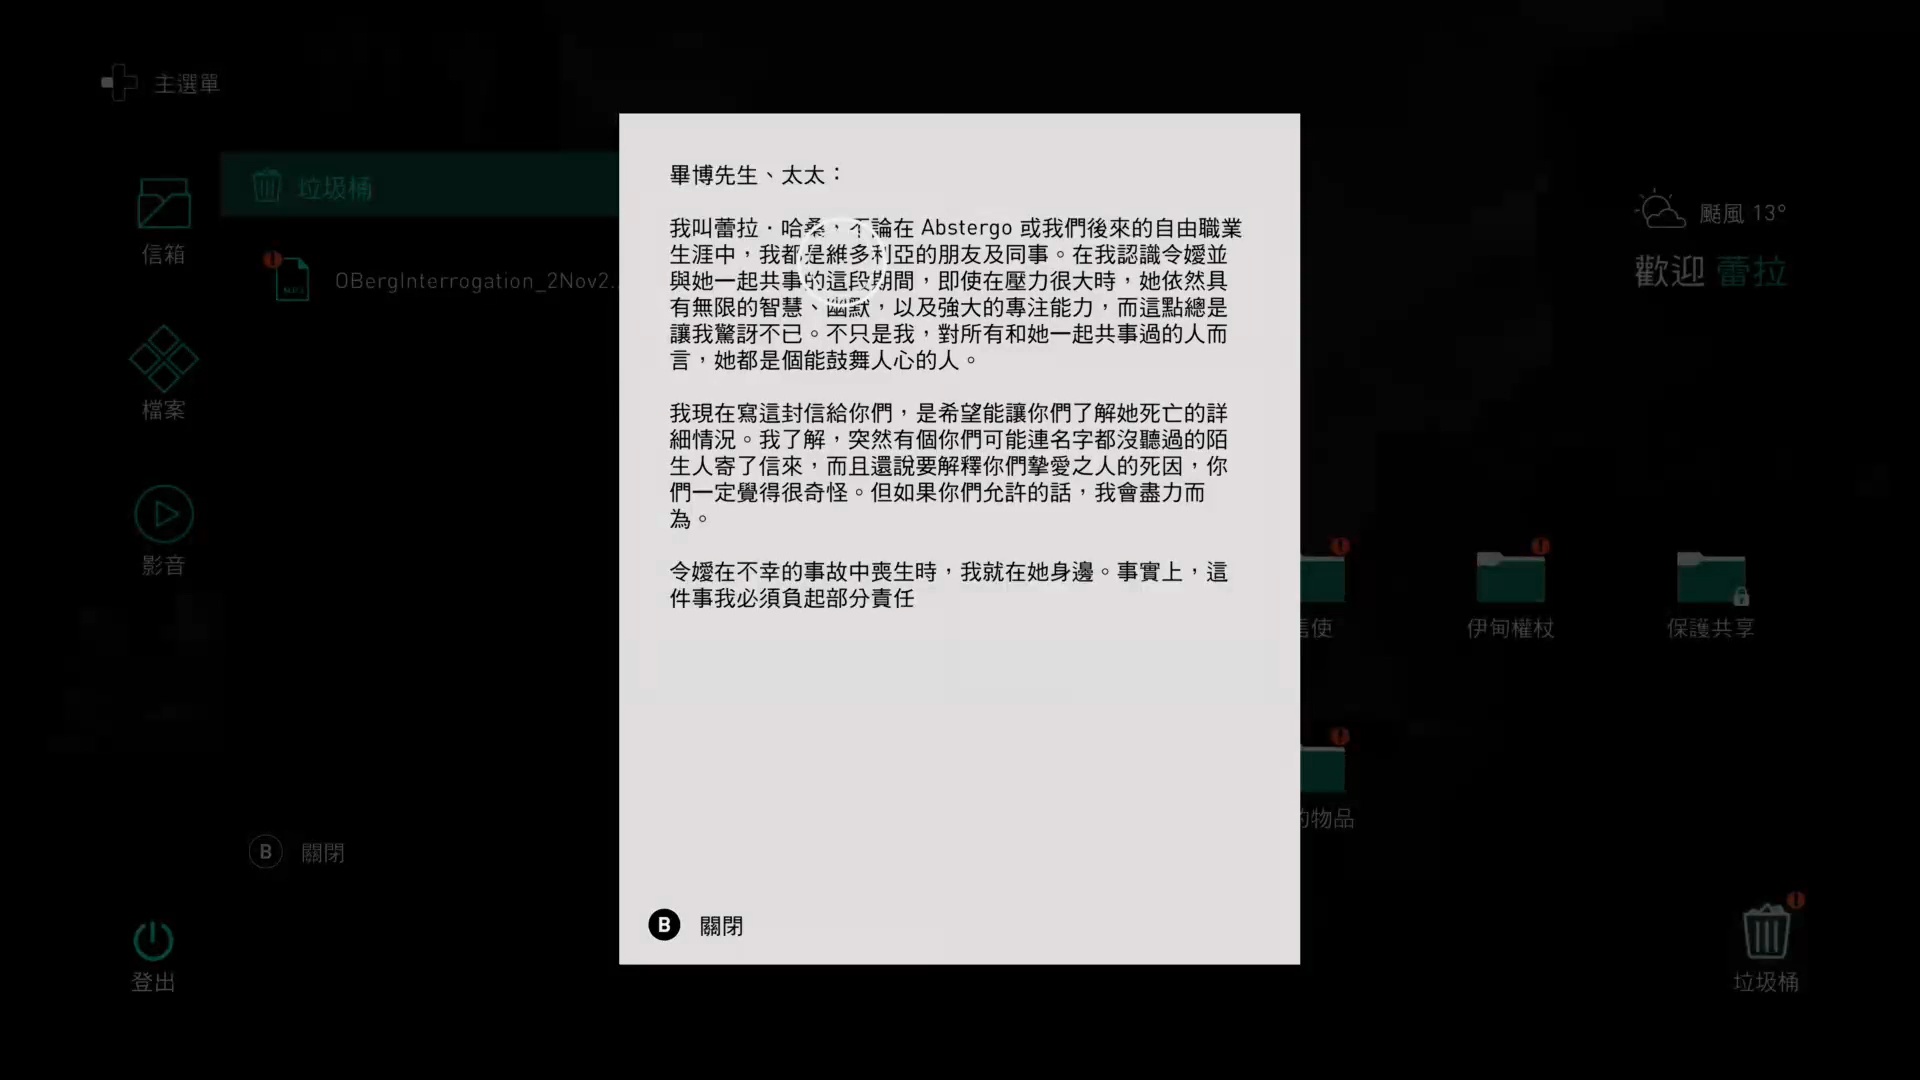 主選單
信箱
檔案
影音
登出
垃圾桶
OBergInterrogation_2Nov2..
B 關閉
畢博先生、太太：
我叫蕾拉．哈桑，不論在 Abstergo 或我們後來的自由職業
生涯中，我都是維多利亞的朋友及同事。在我認識令嬡並
與她一起共事的這段期間，即使在壓力很大時，她依然具
有無限的智慧、幽默，以及強大的專注能力，而這點總是
讓我驚訝不已。不只是我，對所有和她一起共事過的人而
言，她都是個能鼓舞人心的人。
我現在寫這封信給你們，是希望能讓你們了解她死亡的詳
細情況。我了解，突然有個你們可能連名字都沒聽過的陌
生人寄了信來，而且還說要解釋你們摯愛之人的死因，你
們一定覺得很奇怪。但如果你們允許的話，我會盡力而
為。
令嬡在不幸的事故中喪生時，我就在她身邊。事實上，這
件事我必須負起部分責任
B 關閉
颳風 13°
歡迎 蕾拉
使
伊甸權杖
保護共享
的物品
垃圾桶